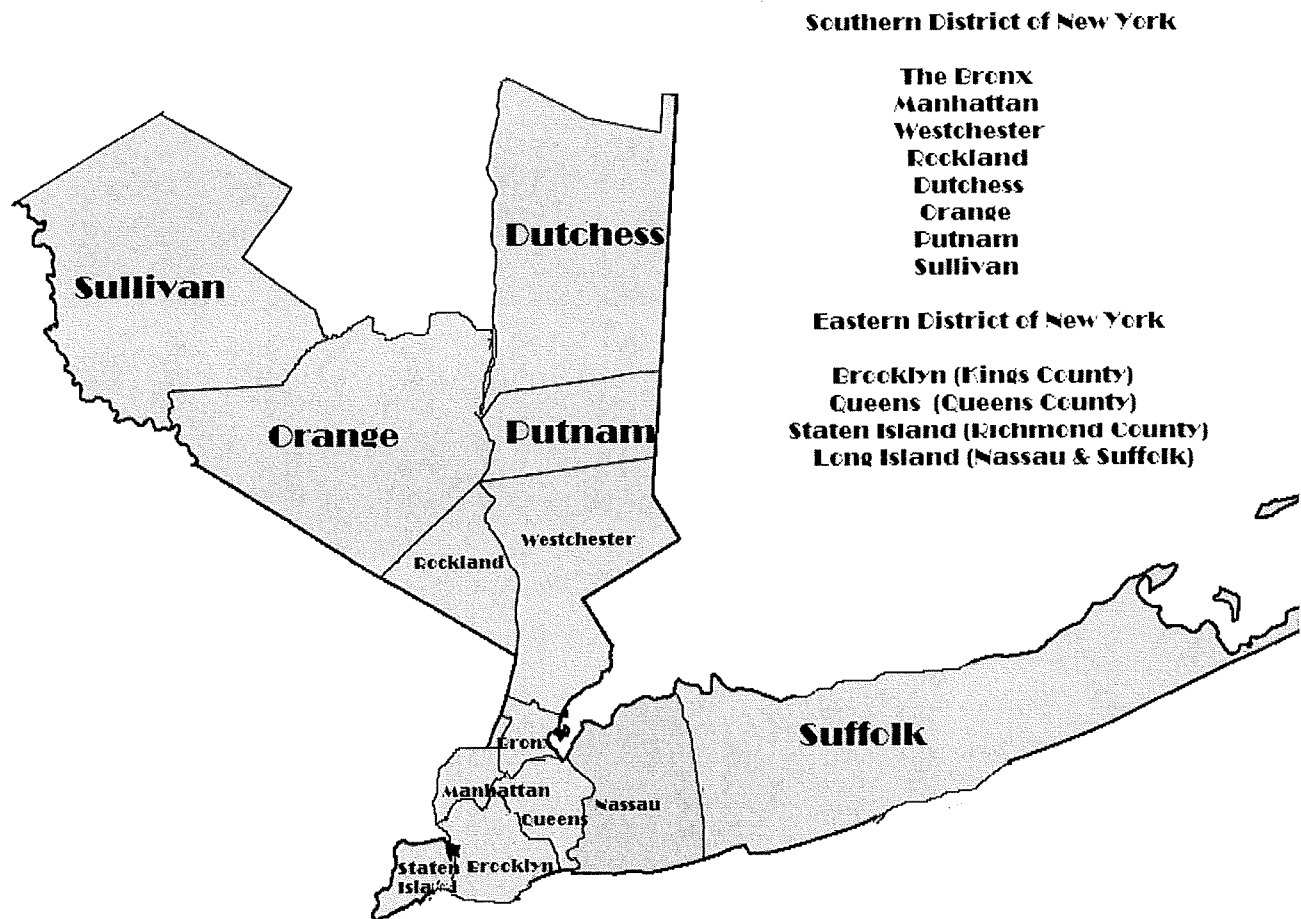 Southern District of New York
The Bronx
Manhattan
Westchester
Rockland
Dutchess
Orange
Putnam
Sullivan
Eastern District of New York
Brooklyn (Kings County)
Queens (Queens County)
Staten Island (Richmond County)
Long Island (Nassau & Suffolk)
Dutchess
Sullivan
Orange
Putnam
Westchester
Rockland
Suffolk
Bronx
Manhattan
Nassau
Queens
Staten
Island
Brooklyn